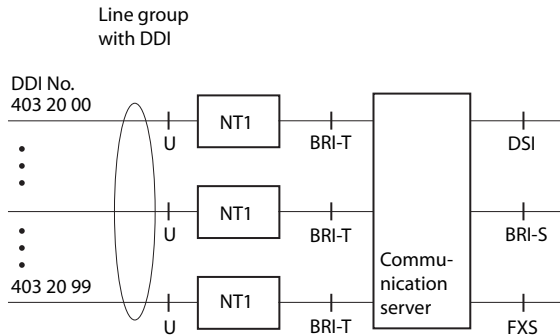 Line group
with DDI
DDI No.
403 20 00
NT1
U
BRI-T
DSI
NT1
U
BRI-T
BRI-S
Commu-
nication
server
403 20 99
NT1
U
BRI-T
FXS